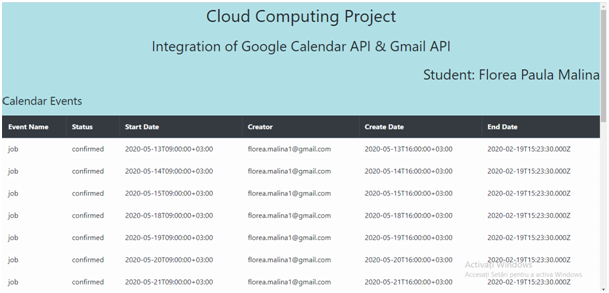 Cloud Computing Project
Integration of Google Calendar API & Gmail API
Student: Florea Paula Malina
Calendar Events
Event Name Status Start Date Creator Create Date End Date
job confirmed 2020-05-13T09:00:00+03:00 florea.malina1@gmail.com 2020-05-13T16:00:00+03:00 2020-02-19T15:23:30.000Z
job confirmed 2020-05-14T09:00:00+03:00 florea.malina1@gmail.com 2020-05-14T16:00:00+03:00 2020-02-19T15:23:30.000Z
job confirmed 2020-05-15T09:00:00+03:00 florea.malina1@gmail.com 2020-05-15T16:00:00+03:00 2020-02-19T15:23:30.000Z
job confirmed 2020-05-18T09:00:00+03:00 florea.malina1@gmail.com 2020-05-18T16:00:00+03:00 2020-02-19T15:23:30.000Z
job confirmed 2020-05-19T09:00:00+03:00 florea.malina1@gmail.com 2020-05-19T16:00:00+03:00 2020-02-19T15:23:30.000Z
job confirmed 2020-05-20T09:00:00+03:00 florea.malina1@gmail.com 2020-05-20T16:00:00+03:00 2020-02-19T15:23:30.000Z
Activați Windows
Accesați Setări pentru a activa Windows.
job confirmed 2020-05-21T09:00:00+03:00 florea.malina1@gmail.com 2020-05-21T16:00:00+03:00 2020-02-19T15:23:30.000Z